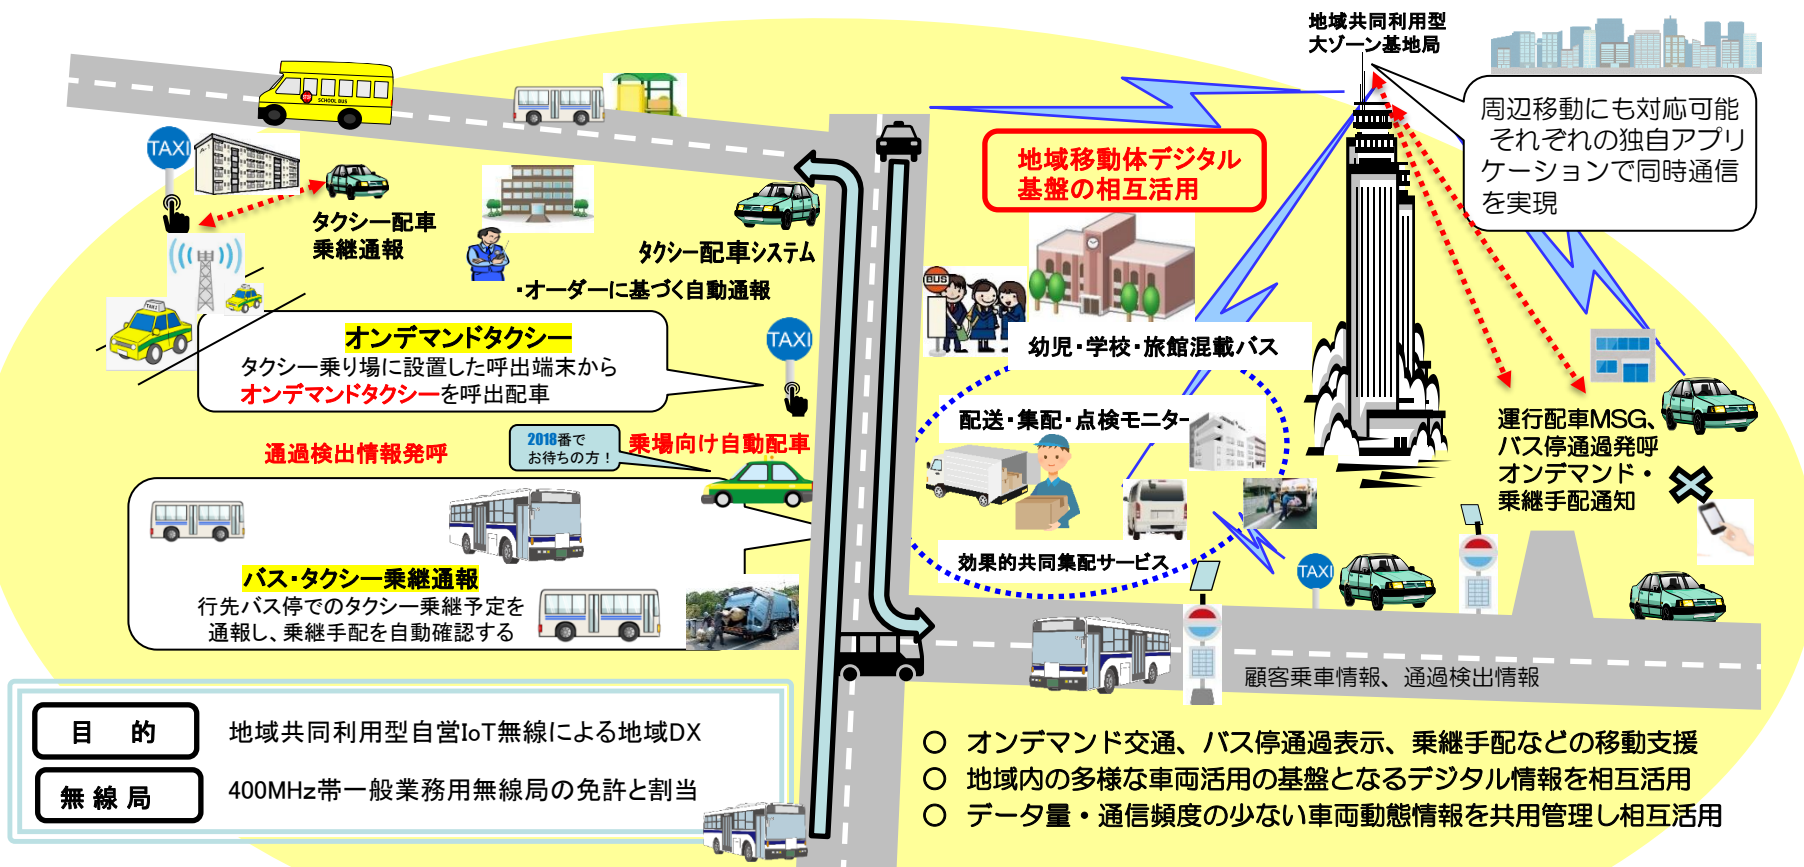 地域共同利用型
大ゾーン基地局
周辺移動にも対応可能
それぞれの独自アプリ
ケーションで同時通信
を実現
地域移動体デジタル
基盤の相互活用
SCHOOL BUS
TAXI
タクシー配車
乗継通報
タクシー配車システム
・オーダーに基づく自動通報
TAXI
オンデマンドタクシー
タクシー乗り場に設置した呼出端末から
オンデマンドタクシーを呼出配車
TAXI
BUS
幼児・学校・旅館混載バス
配送・集配・点検モニター
効果的共同集配サービス
通過検出情報発呼
2018番で
お待ちの方！
乗場向け自動配車
バス・タクシー乗継通報
行先バス停でのタクシー乗継予定を
通報し、乗継手配を自動確認する
運行配車MSG、
バス停通過発呼
オンデマンド・
乗継手配通知
TAXI
顧客乗車情報、通過検出情報
目　的
地域共同利用型自営IoT無線による地域DX
無線局
400MHz帯一般業務用無線局の免許と割当
〇　オンデマンド交通、バス停通過表示、乗継手配などの移動支援
〇　地域内の多様な車両活用の基盤となるデジタル情報を相互活用
〇　データ量・通信頻度の少ない車両動態情報を共用管理し相互活用